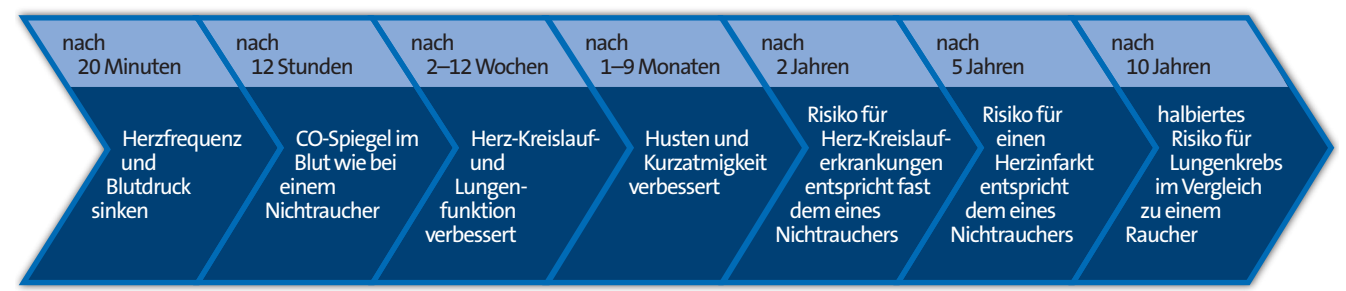 nach
20 Minuten
Herzfrequenz
und
Blutdruck
sinken
nach
12 Stunden
CO-Spiegel im
Blut wie bei
einem
Nichtraucher
nach
2–12 Wochen
Herz-Kreislauf-
und
Lungen-
funktion
verbessert
nach
1–9 Monaten
Husten und
Kurzatmigkeit
verbessert
nach
2 Jahren
Risiko für
Herz-Kreislauf-
erkrankungen
entspricht fast
dem eines
Nichtrauchers
nach
5 Jahren
Risiko für
einen
Herzinfarkt
entspricht
dem eines
Nichtrauchers
nach
10 Jahren
halbiertes
Risiko für
Lungenkrebs
im Vergleich
zu einem
Raucher